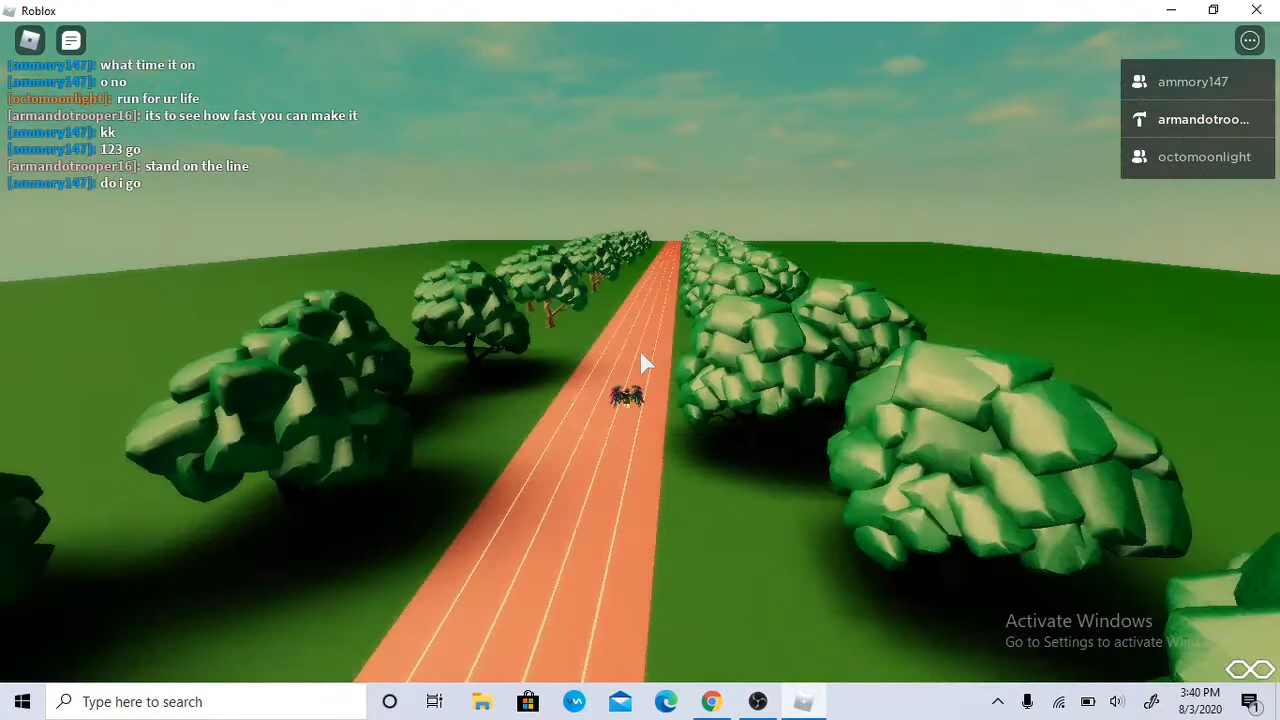 Roblox
[ammory147]: what time it on
[ammory147]: o no
[octomoonlight]: run for ur life
[armandotrooper16]: its to see how fast you can make it
[ammory147]: kk
[ammory147]: 123 go
[armandotrooper16]: stand on the line
[ammory147]: do i go
ammory147
armandotroo...
octomoonlight
Activate Windows
Go to Settings to activate
Type here to search
3:40 PM
8/3/2020
1